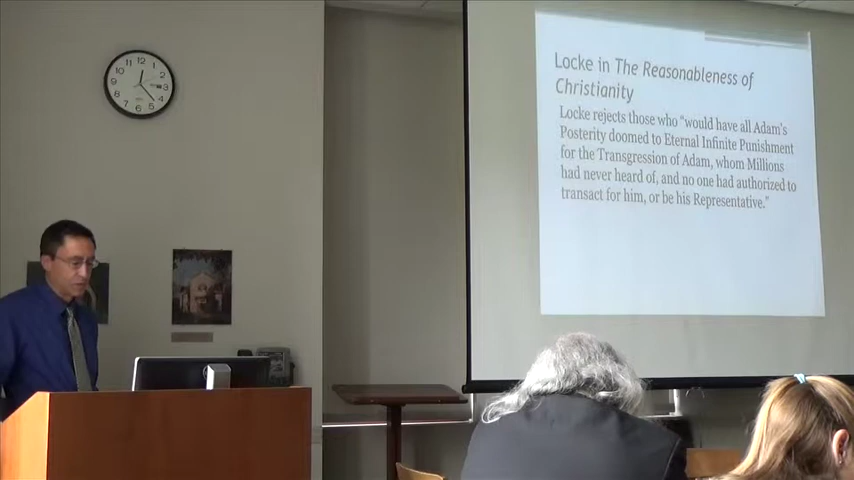 Locke in The Reasonableness of
Christianity
Locke rejects those who "would have all Adam's
Posterity doomed to Eternal Infinite Punishment
for the Transgression of Adam, whom Millions
had never heard of, and no one had authorized to
transact for him, or be his Representative."